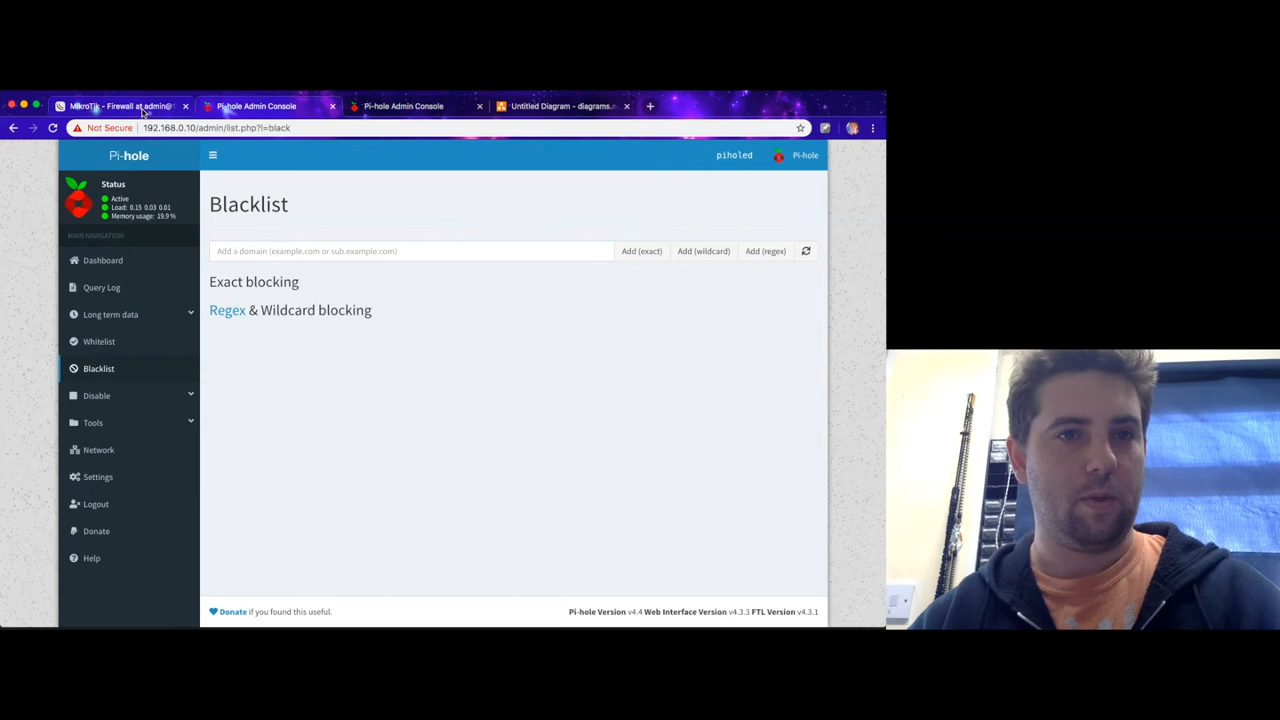 MikroTik - Firewall at admin@
Pi-hole Admin Console
Pi-hole Admin Console
Untitled Diagram - diagrams.n
Not Secure
192.168.0.10/admin/list.php?l=black
Pi-hole
piholed
Pi-hole
Status
Active
Load: 0.15 0.03 0.01
Memory usage: 19.9 %
MAIN NAVIGATION
Dashboard
Query Log
Long term data
Whitelist
Blacklist
Disable
Tools
Network
Settings
Logout
Donate
Help
Blacklist
Add a domain (example.com or sub.example.com)
Add (exact)
Add (wildcard)
Add (regex)
Exact blocking
Regex & Wildcard blocking
Donate if you found this useful.
Pi-hole Version v4.4 Web Interface Version v4.3.3 FTL Version v4.3.1